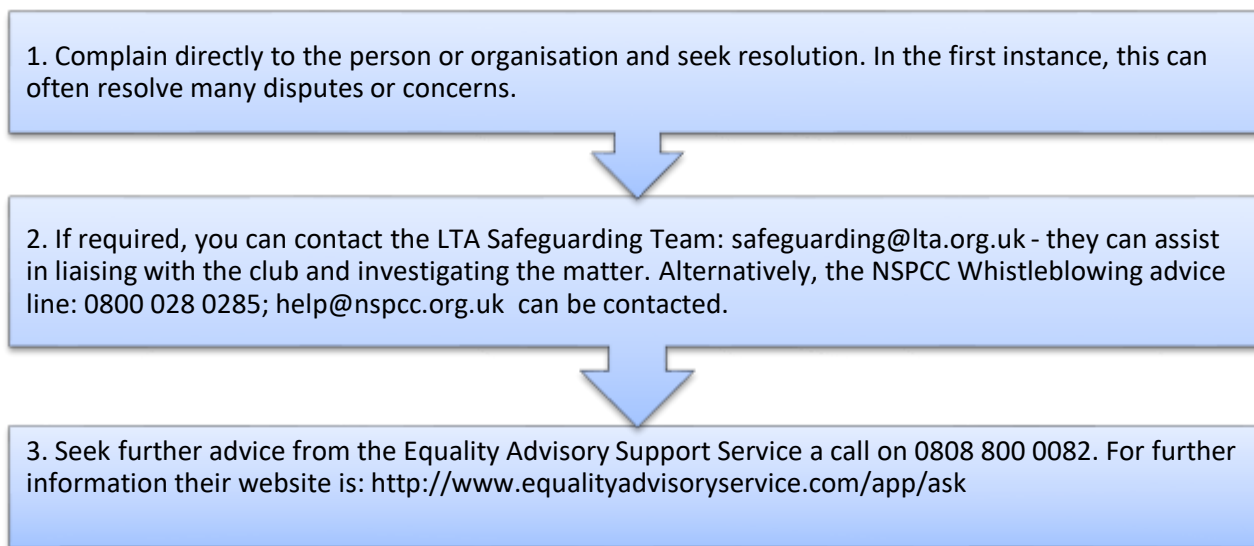 1. Complain directly to the person or organisation and seek resolution. In the first instance, this can
often resolve many disputes or concerns.
2. If required, you can contact the LTA Safeguarding Team: safeguarding@lta.org.uk - they can assist
in liaising with the club and investigating the matter. Alternatively, the NSPCC Whistleblowing advice
line: 0800 028 0285; help@nspcc.org.uk  can be contacted.
3. Seek further advice from the Equality Advisory Support Service a call on 0808 800 0082. For further
information their website is: http://www.equalityadvisoryservice.com/app/ask